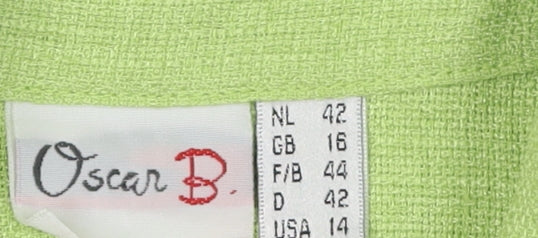 Oscar B.
NL 42
GB 16
F/B 44
D 42
USA 14